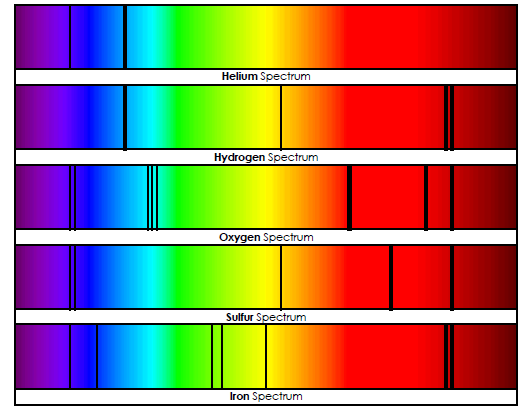 Helium Spectrum
Hydrogen Spectrum
Oxygen Spectrum
Sulfur Spectrum
Iron Spectrum